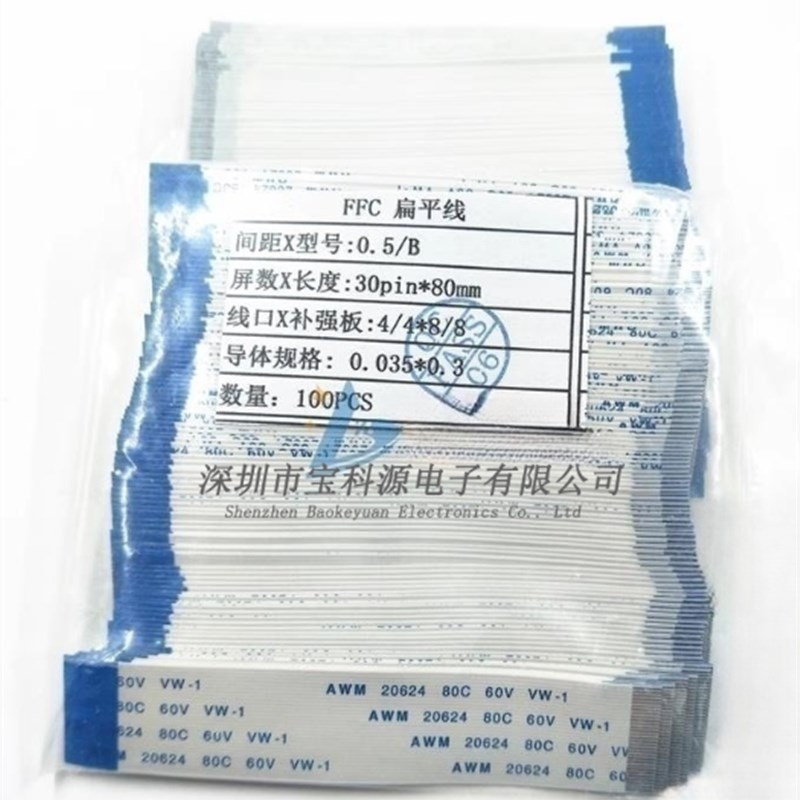 FFC 扁平线
间距X型号:0.5/B
屏数X长度:30pin*80mm
线口X补强板:4/4*8/8
导体规格: 0.035*0.3
数量: 100PCS
PASS
深圳市宝科源电子有限公司
Shenzhen Baokeyuan Electronics Co., Ltd
60V VW-1 AWM 20624 80C 60V VW-1
80C 60V VW-1 AWM 20624 80C 60V VW-1
20624 80C 60V VW-1 AWM 20624 80C 60V
20624 80C 60V VW-1 AWM 20624 80C